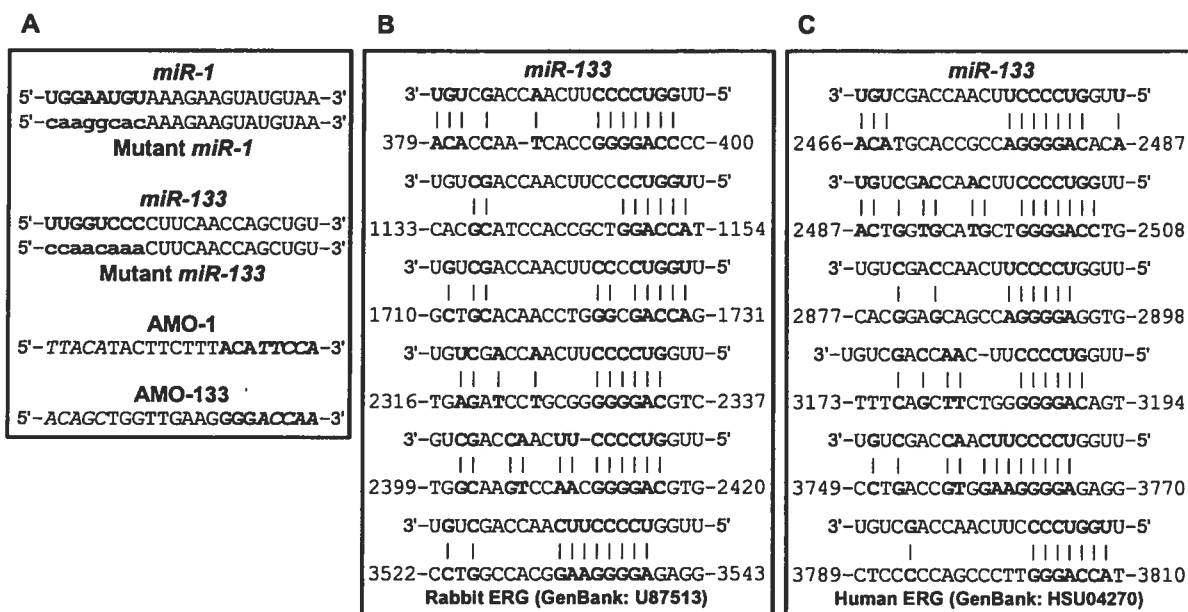 A
miR-1
5'-UGGAAUGUAAAGAAGUAUGUAA-3'
5'-caaggcacAAAGAAGUAUGUAA-3'
Mutant miR-1
miR-133
5'-UUGGUCCCCUUCAACCAGCUGU-3'
5'-ccaacaaaCUUCAACCAGCUGU-3'
Mutant miR-133
AMO-1
5'-TTACATACTTCTTTACATTCCA-3'
AMO-133
5'-ACAGCTGGTTGAAGGGGACCAA-3'
B
miR-133
3'-UGUCGACCAACUUCCCCUGGUU-5'
379-ACACCAA-TCACCGGGGACCCC-400
3'-UGUCGACCAACUUCCCCUGGUU-5'
1133-CACGCATCCACCGCTGGACCAT-1154
3'-UGUCGACCAACUUCCCCUGGUU-5'
1710-GCTGCACAACCTGGGCGACCAG-1731
3'-UGUCGACCAACUUCCCCUGGUU-5'
2316-TGAGATCCTGCGGGGGGACGTC-2337
3'-GUCGACCAACUU-CCCCUGGUU-5'
2399-TGGCAAGTCCAACGGGGACGTG-2420
3'-UGUCGACCAACUUCCCCUGGUU-5'
3522-CCTGGCCACGGAAGGGGAGAGG-3543
Rabbit ERG (GenBank: U87513)
C
miR-133
3'-UGUCGACCAACUUCCCCUGGUU-5'
2466-ACATGCACCGCCAGGGGACACA-2487
3'-UGUCGACCAACUUCCCCUGGUU-5'
2487-ACTGGTGCATGCTGGGGACCTG-2508
3'-UGUCGACCAACUUCCCCUGGUU-5'
2877-CACGGAGCAGCCAGGGGAGGTG-2898
3'-UGUCGACCAAC-UUCCCCUGGUU-5'
3173-TTTCAGCTTCTGGGGGGACAGT-3194
3'-UGUCGACCAACUUCCCCUGGUU-5'
3749-CCTGACCGTGGAAGGGGAGAGG-3770
3'-UGUCGACCAACUUCCCCUGGUU-5'
3789-CTCCCCCAGCCCTTGGGACCAT-3810
Human ERG (GenBank: HSU04270)